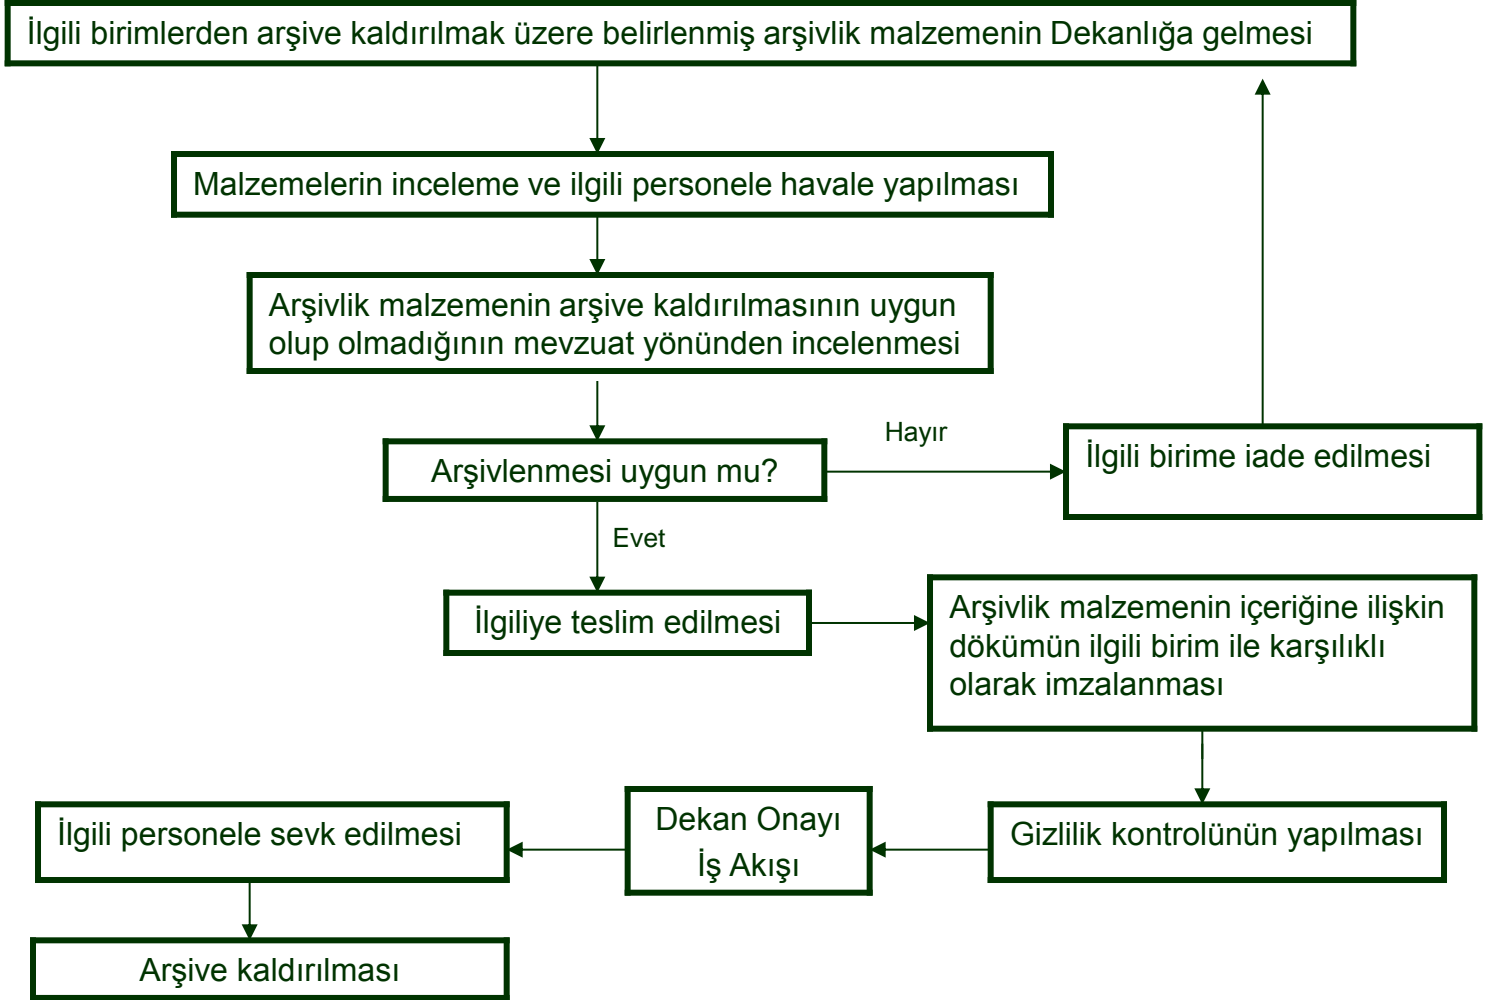 İlgili birimlerden arşive kaldırılmak üzere belirlenmiş arşivlik malzemenin Dekanlığa gelmesi
Malzemelerin inceleme ve ilgili personele havale yapılması
Arşivlik malzemenin arşive kaldırılmasının uygun
olup olmadığının mevzuat yönünden incelenmesi
Arşivlenmesi uygun mu?
Hayır
İlgili birime iade edilmesi
Evet
İlgiliye teslim edilmesi
Arşivlik malzemenin içeriğine ilişkin
dökümün ilgili birim ile karşılıklı
olarak imzalanması
Gizlilik kontrolünün yapılması
Dekan Onayı
İş Akışı
İlgili personele sevk edilmesi
Arşive kaldırılması